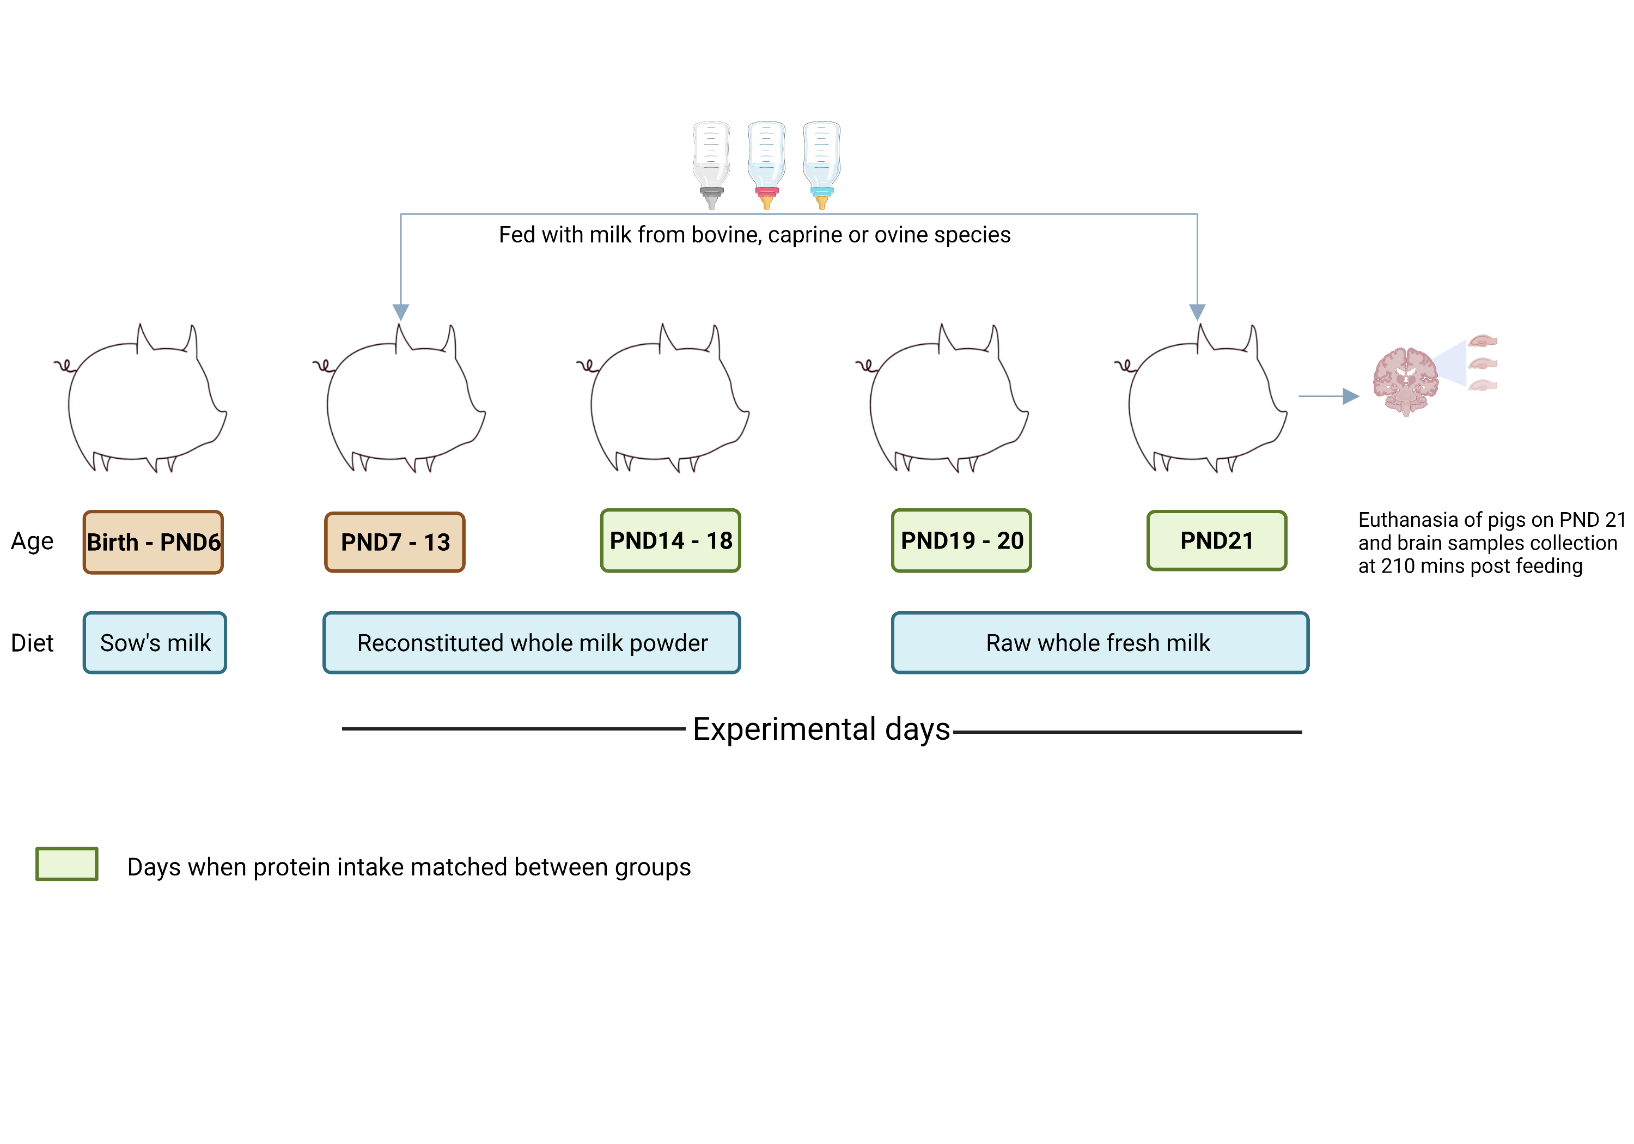 Fed with milk from bovine, caprine or ovine species
Age
Birth - PND6
PND7 - 13
PND14 - 18
PND19 - 20
PND21
Euthanasia of pigs on PND 21
and brain samples collection
at 210 mins post feeding
Diet
Sow's milk
Reconstituted whole milk powder
Raw whole fresh milk
Experimental days
Days when protein intake matched between groups